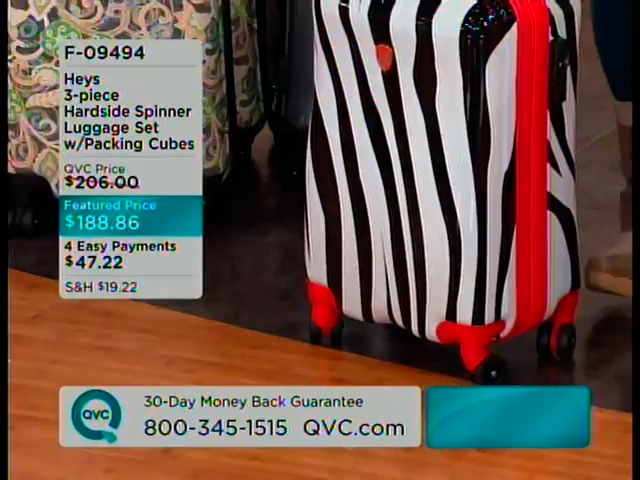 F-09494
Heys
3-piece
Hardside Spinner
Luggage Set
w/Packing Cubes
QVC Price
$206.00
Featured Price
$188.86
4 Easy Payments
$47.22
S&H $19.22
QVC
30-Day Money Back Guarantee
800-345-1515 QVC.com